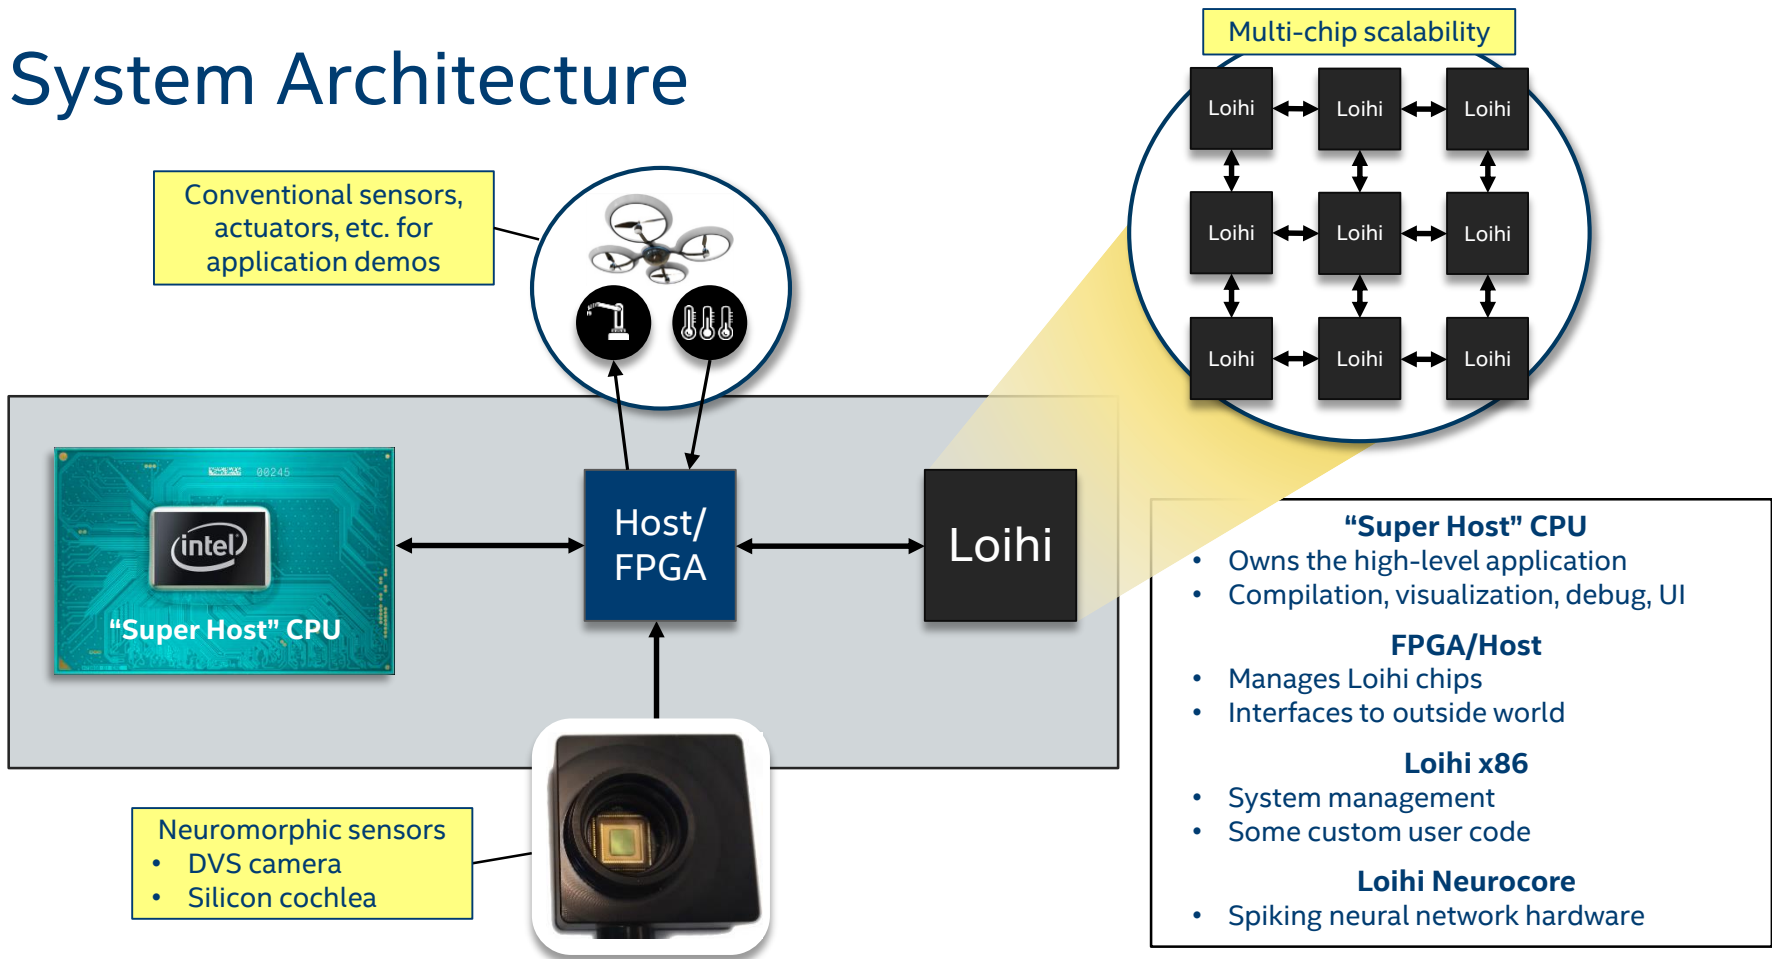 System Architecture
Multi-chip scalability
Loihi Loihi Loihi
Loihi Loihi Loihi
Loihi Loihi Loihi
Conventional sensors,
actuators, etc. for
application demos
00245
intel
“Super Host” CPU
Host/
FPGA
Loihi
Neuromorphic sensors
• DVS camera
• Silicon cochlea
“Super Host” CPU
• Owns the high-level application
• Compilation, visualization, debug, UI
FPGA/Host
• Manages Loihi chips
• Interfaces to outside world
Loihi x86
• System management
• Some custom user code
Loihi Neurocore
• Spiking neural network hardware